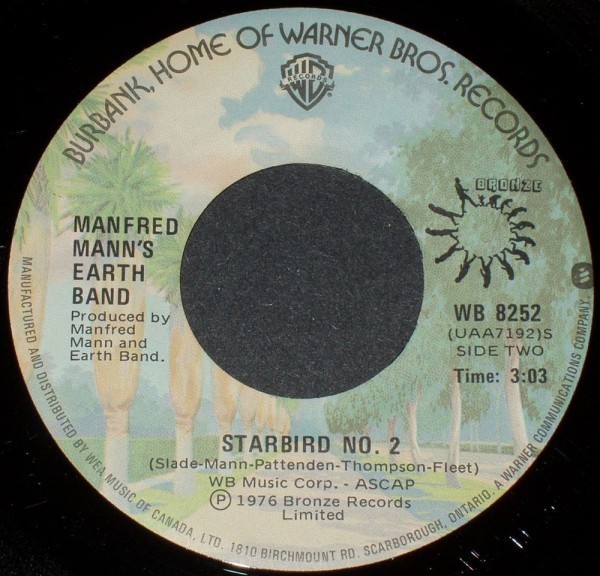 BURBANK, HOME OF WARNER BROS. RECORDS
WB
RECORDS
BRONZE
MANFRED
MANN'S
EARTH
BAND
Produced by
Manfred
Mann and
Earth Band.
WB 8252
(UAA7192)S
SIDE TWO
Time: 3:03
STARBIRD NO. 2
(Slade-Mann-Pattenden-Thompson-Fleet)
WB Music Corp. - ASCAP
Ⓟ 1976 Bronze Records
Limited
MANUFACTURED AND DISTRIBUTED BY WEA MUSIC OF CANADA, LTD. 1810 BIRCHMOUNT RD. SCARBOROUGH, ONTARIO. A WARNER COMMUNICATIONS COMPANY.